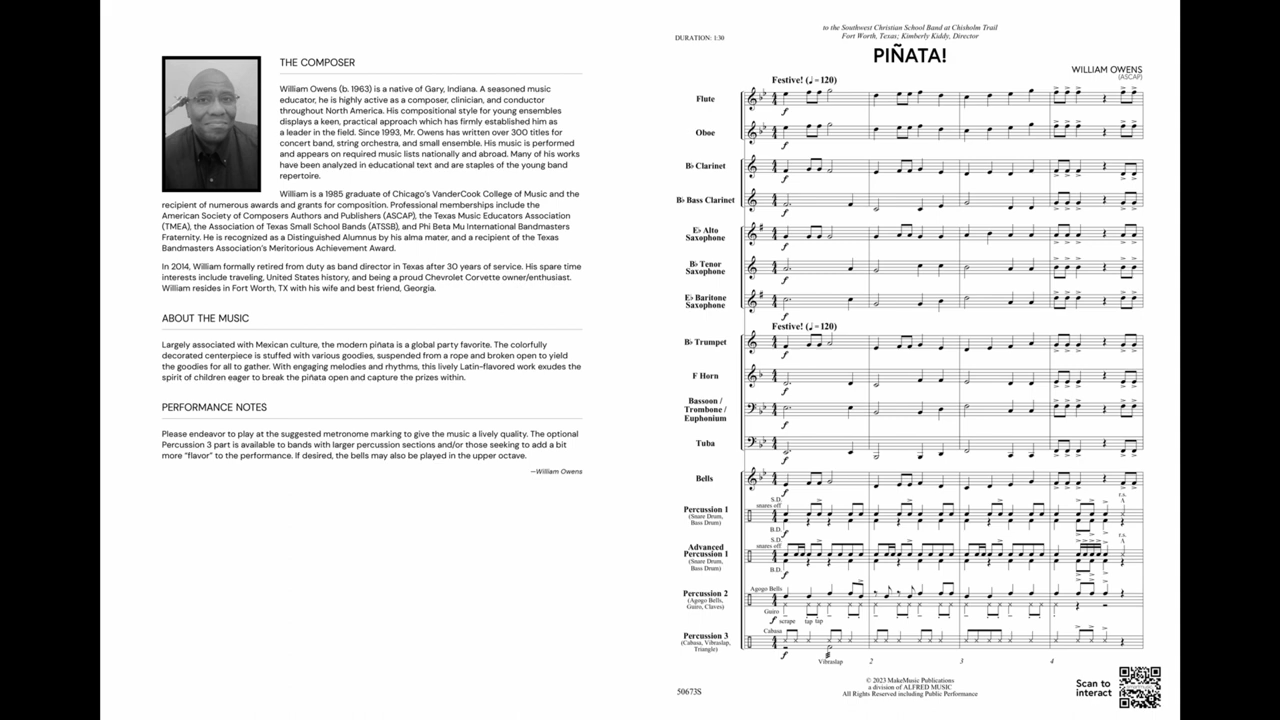 THE COMPOSER
William Owens (b. 1963) is a native of Gary, Indiana. A seasoned music
educator, he is highly active as a composer, clinician, and conductor
throughout North America. His compositional style for young ensembles
displays a keen, practical approach which has firmly established him as
a leader in the field. Since 1993, Mr. Owens has written over 300 titles for
concert band, string orchestra, and small ensemble. His music is performed
and appears on required music lists nationally and abroad. Many of his works
have been analyzed in educational text and are staples of the young band
repertoire.
William is a 1985 graduate of Chicago's VanderCook College of Music and the
recipient of numerous awards and grants for composition. Professional memberships include the
American Society of Composers Authors and Publishers (ASCAP), the Texas Music Educators Association
(TMEA), the Association of Texas Small School Bands (ATSSB), and Phi Beta Mu International Bandmasters
Fraternity. He is recognized as a Distinguished Alumnus by his alma mater, and a recipient of the Texas
Bandmasters Association's Meritorious Achievement Award.
In 2014, William formally retired from duty as band director in Texas after 30 years of service. His spare time
interests include traveling, United States history, and being a proud Chevrolet Corvette owner/enthusiast.
William resides in Fort Worth, TX with his wife and best friend, Georgia.
ABOUT THE MUSIC
Largely associated with Mexican culture, the modern piñata is a global party favorite. The colorfully
decorated centerpiece is stuffed with various goodies, suspended from a rope and broken open to yield
the goodies for all to gather. With engaging melodies and rhythms, this lively Latin-flavored work exudes the
spirit of children eager to break the piñata open and capture the prizes within.
PERFORMANCE NOTES
Please endeavor to play at the suggested metronome marking to give the music a lively quality. The optional
Percussion 3 part is available to bands with larger percussion sections and/or those seeking to add a bit
more "flavor" to the performance. If desired, the bells may also be played in the upper octave.
—William Owens
to the Southwest Christian School Band at Chisholm Trail
Fort Worth, Texas; Kimberly Kiddy, Director
DURATION: 1:30
PIÑATA!
WILLIAM OWENS
(ASCAP)
Festive! (♩=120)
Flute
f
Oboe
f
B♭ Clarinet
f
B♭ Bass Clarinet
f
E♭ Alto
Saxophone
f
B♭ Tenor
Saxophone
f
E♭ Baritone
Saxophone
f
Festive! (♩=120)
B♭ Trumpet
f
F Horn
f
Bassoon /
Trombone /
Euphonium
f
Tuba
f
Bells
f
S.D.
snares off
r.s.
Percussion 1
(Snare Drum,
Bass Drum)
B.D.
f
S.D.
snares off
r.s.
Advanced
Percussion 1
(Snare Drum,
Bass Drum)
B.D.
f
Agogo Bells
Percussion 2
(Agogo Bells,
Guiro, Claves)
Guiro
f scrape tap tap
Cabasa
Percussion 3
(Cabasa, Vibraslap,
Triangle)
f
Vibraslap 2 3 4
© 2023 MakeMusic Publications
a division of ALFRED MUSIC
All Rights Reserved including Public Performance
50673S
Scan to
interact